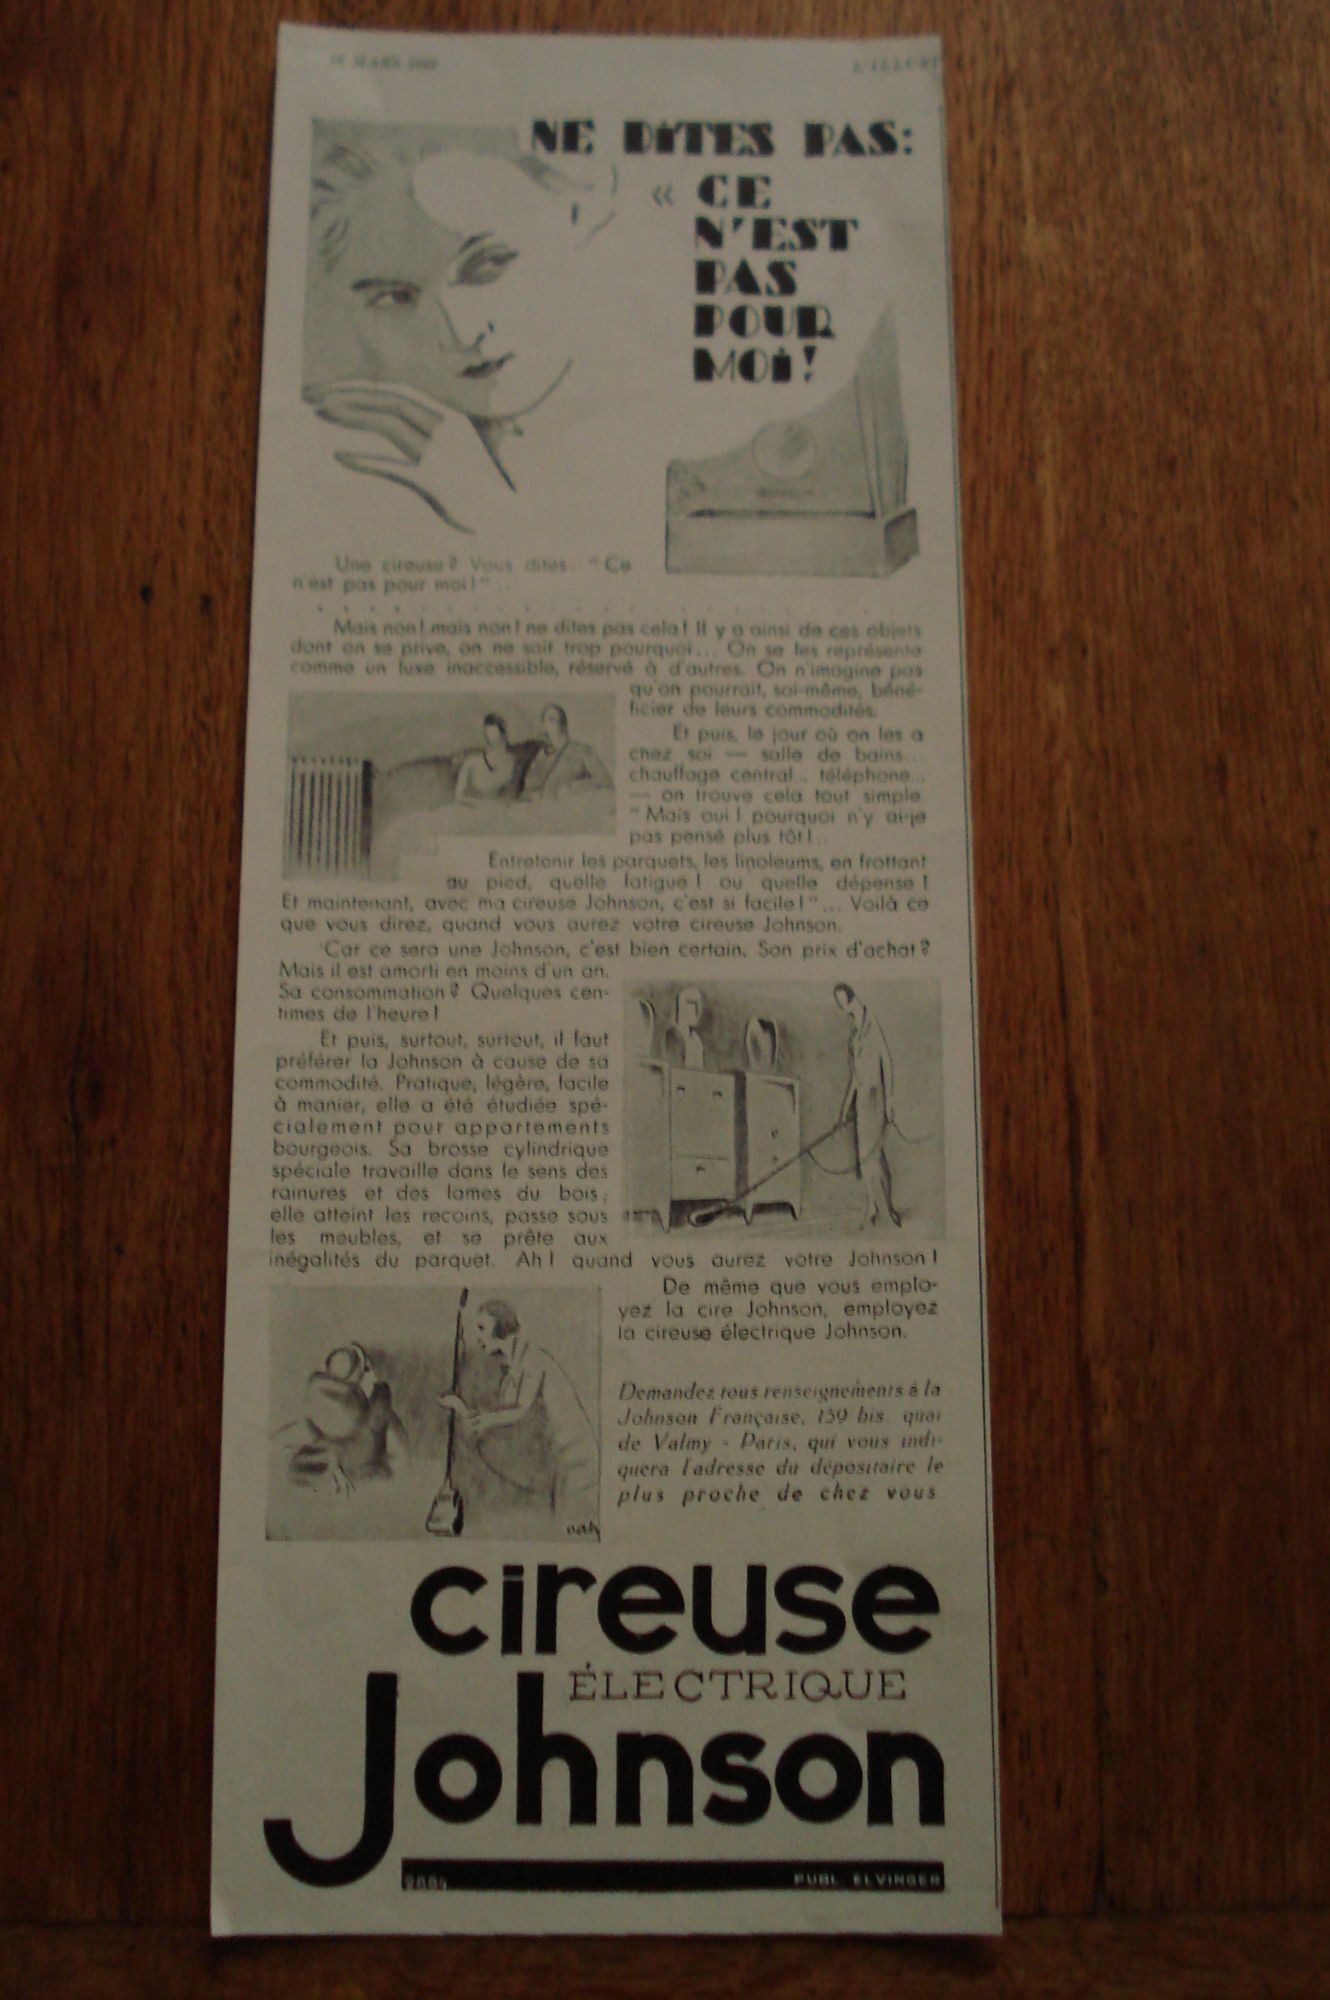 MARS
L'ILLUST
NE DITES PAS:
« CE
N'EST
PAS
POUR
MOI !
Une cireuse ? Vous dites. "Ce
n'est pas pour moi ! "...
Mais non ! mais non ! ne dites pas cela ! Il y a ainsi de ces objets
dont on se prive, on ne sait trop pourquoi... On se les représente
comme un luxe inaccessible, réservé à d'autres. On n'imagine pas
qu'on pourrait, soi-même, béné-
ficier de leurs commodités.
Et puis, le jour où on les a
chez soi — salle de bains...
chauffage central... téléphone...
— on trouve cela tout simple.
"Mais oui ! pourquoi n'y ai-je
pas pensé plus tôt !...
Entretenir les parquets, les linoleums, en frottant
au pied, quelle fatigue ! ou quelle dépense !
Et maintenant, avec ma cireuse Johnson, c'est si facile ! "... Voilà ce
que vous direz, quand vous aurez votre cireuse Johnson.
Car ce sera une Johnson, c'est bien certain. Son prix d'achat ?
Mais il est amorti en moins d'un an.
Sa consommation ? Quelques cen-
times de l'heure !
Et puis, surtout, surtout, il faut
préférer la Johnson à cause de sa
commodité. Pratique, légère, facile
à manier, elle a été étudiée spé-
cialement pour appartements
bourgeois. Sa brosse cylindrique
spéciale travaille dans le sens des
rainures et des lames du bois ;
elle atteint les recoins, passe sous
les meubles, et se prête aux
inégalités du parquet. Ah ! quand vous aurez votre Johnson !
De même que vous emplo-
yez la cire Johnson, employez
la cireuse électrique Johnson.
Demandez tous renseignements à la
Johnson Française, 139 bis, quai
de Valmy - Paris, qui vous indi-
quera l'adresse du dépositaire le
plus proche de chez vous
cireuse
ÉLECTRIQUE
Johnson
PUBL. ELVINGER